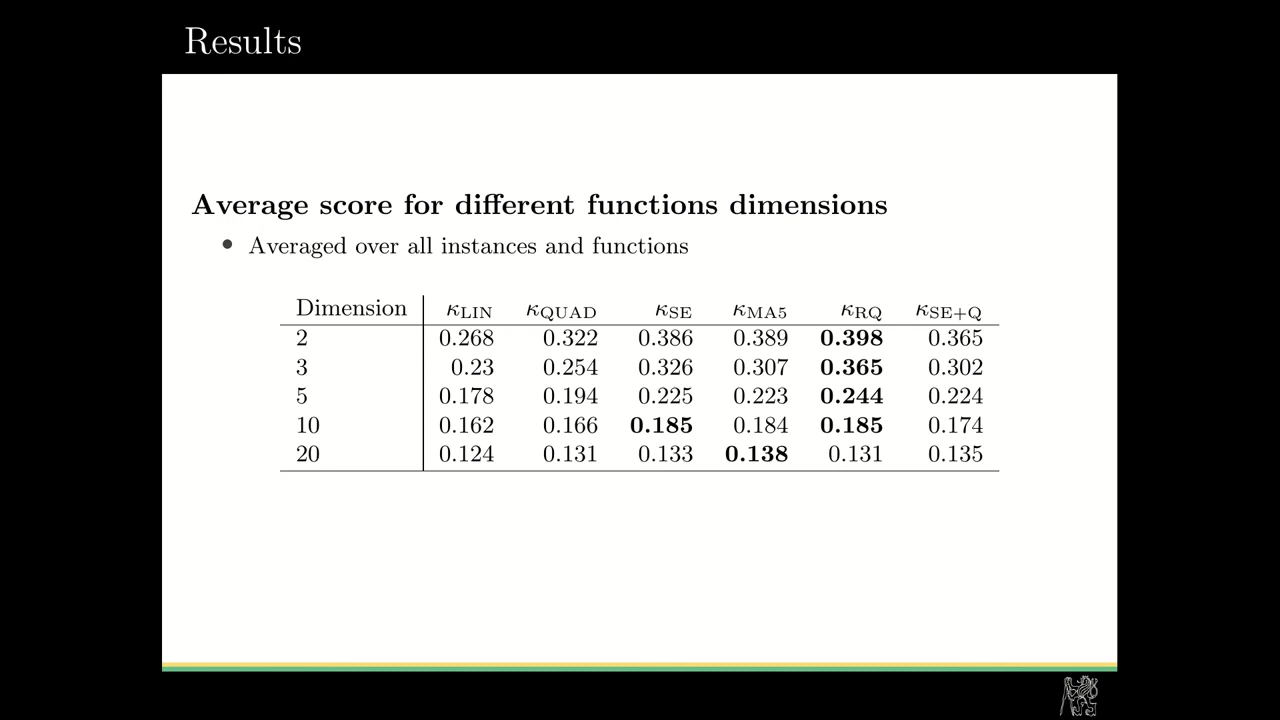 Results
Average score for different functions dimensions
• Averaged over all instances and functions
Dimension κLIN κQUAD κSE κMA5 κRQ κSE+Q
2 0.268 0.322 0.386 0.389 0.398 0.365
3 0.23 0.254 0.326 0.307 0.365 0.302
5 0.178 0.194 0.225 0.223 0.244 0.224
10 0.162 0.166 0.185 0.184 0.185 0.174
20 0.124 0.131 0.133 0.138 0.131 0.135